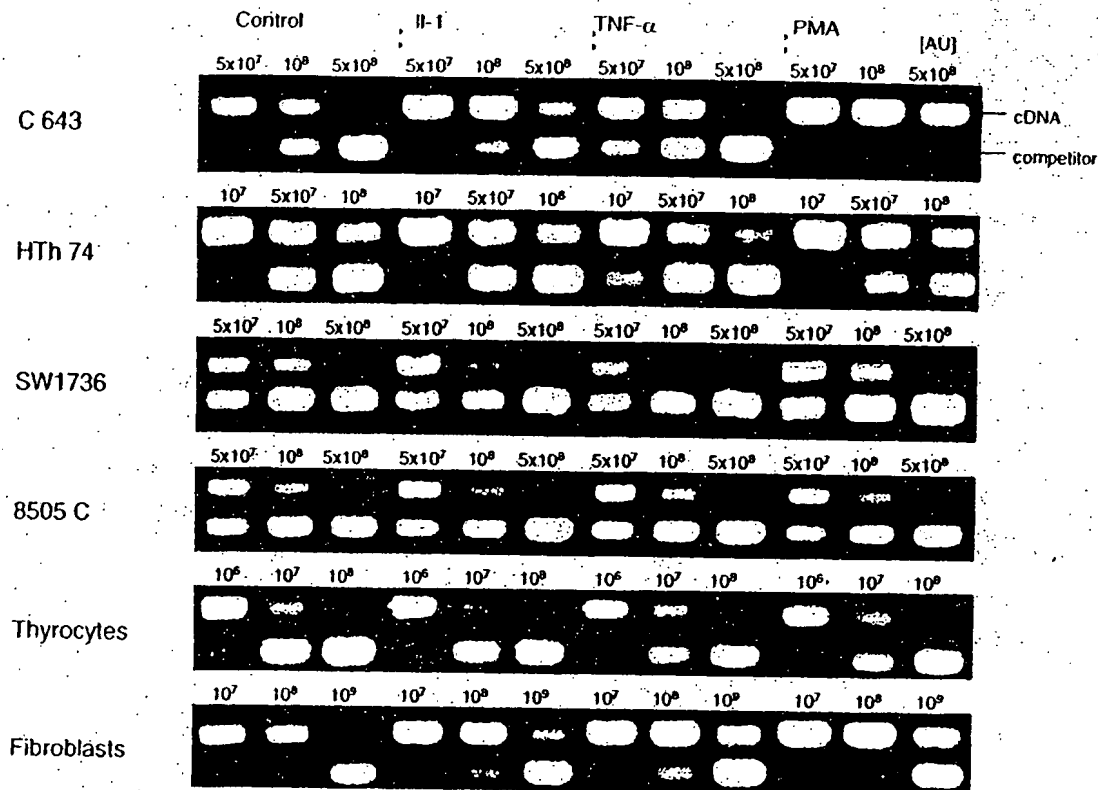 Control Il-1 TNF-α PMA [AU]
5x10⁷ 10⁸ 5x10⁸ 5x10⁷ 10⁸ 5x10⁸ 5x10⁷ 10⁸ 5x10⁸ 5x10⁷ 10⁸ 5x10⁸
C 643
cDNA
competitor
10⁷ 5x10⁷ 10⁸ 10⁷ 5x10⁷ 10⁸ 10⁷ 5x10⁷ 10⁸ 10⁷ 5x10⁷ 10⁸
HTh 74
5x10⁷ 10⁸ 5x10⁸ 5x10⁷ 10⁸ 5x10⁸ 5x10⁷ 10⁸ 5x10⁸ 5x10⁷ 10⁸ 5x10⁸
SW1736
5x10⁷ 10⁸ 5x10⁸ 5x10⁷ 10⁸ 5x10⁸ 5x10⁷ 10⁸ 5x10⁸ 5x10⁷ 10⁸ 5x10⁸
8505 C
10⁶ 10⁷ 10⁸ 10⁶ 10⁷ 10⁸ 10⁶ 10⁷ 10⁸ 10⁶ 10⁷ 10⁸
Thyrocytes
10⁷ 10⁸ 10⁹ 10⁷ 10⁸ 10⁹ 10⁷ 10⁸ 10⁹ 10⁷ 10⁸ 10⁹
Fibroblasts